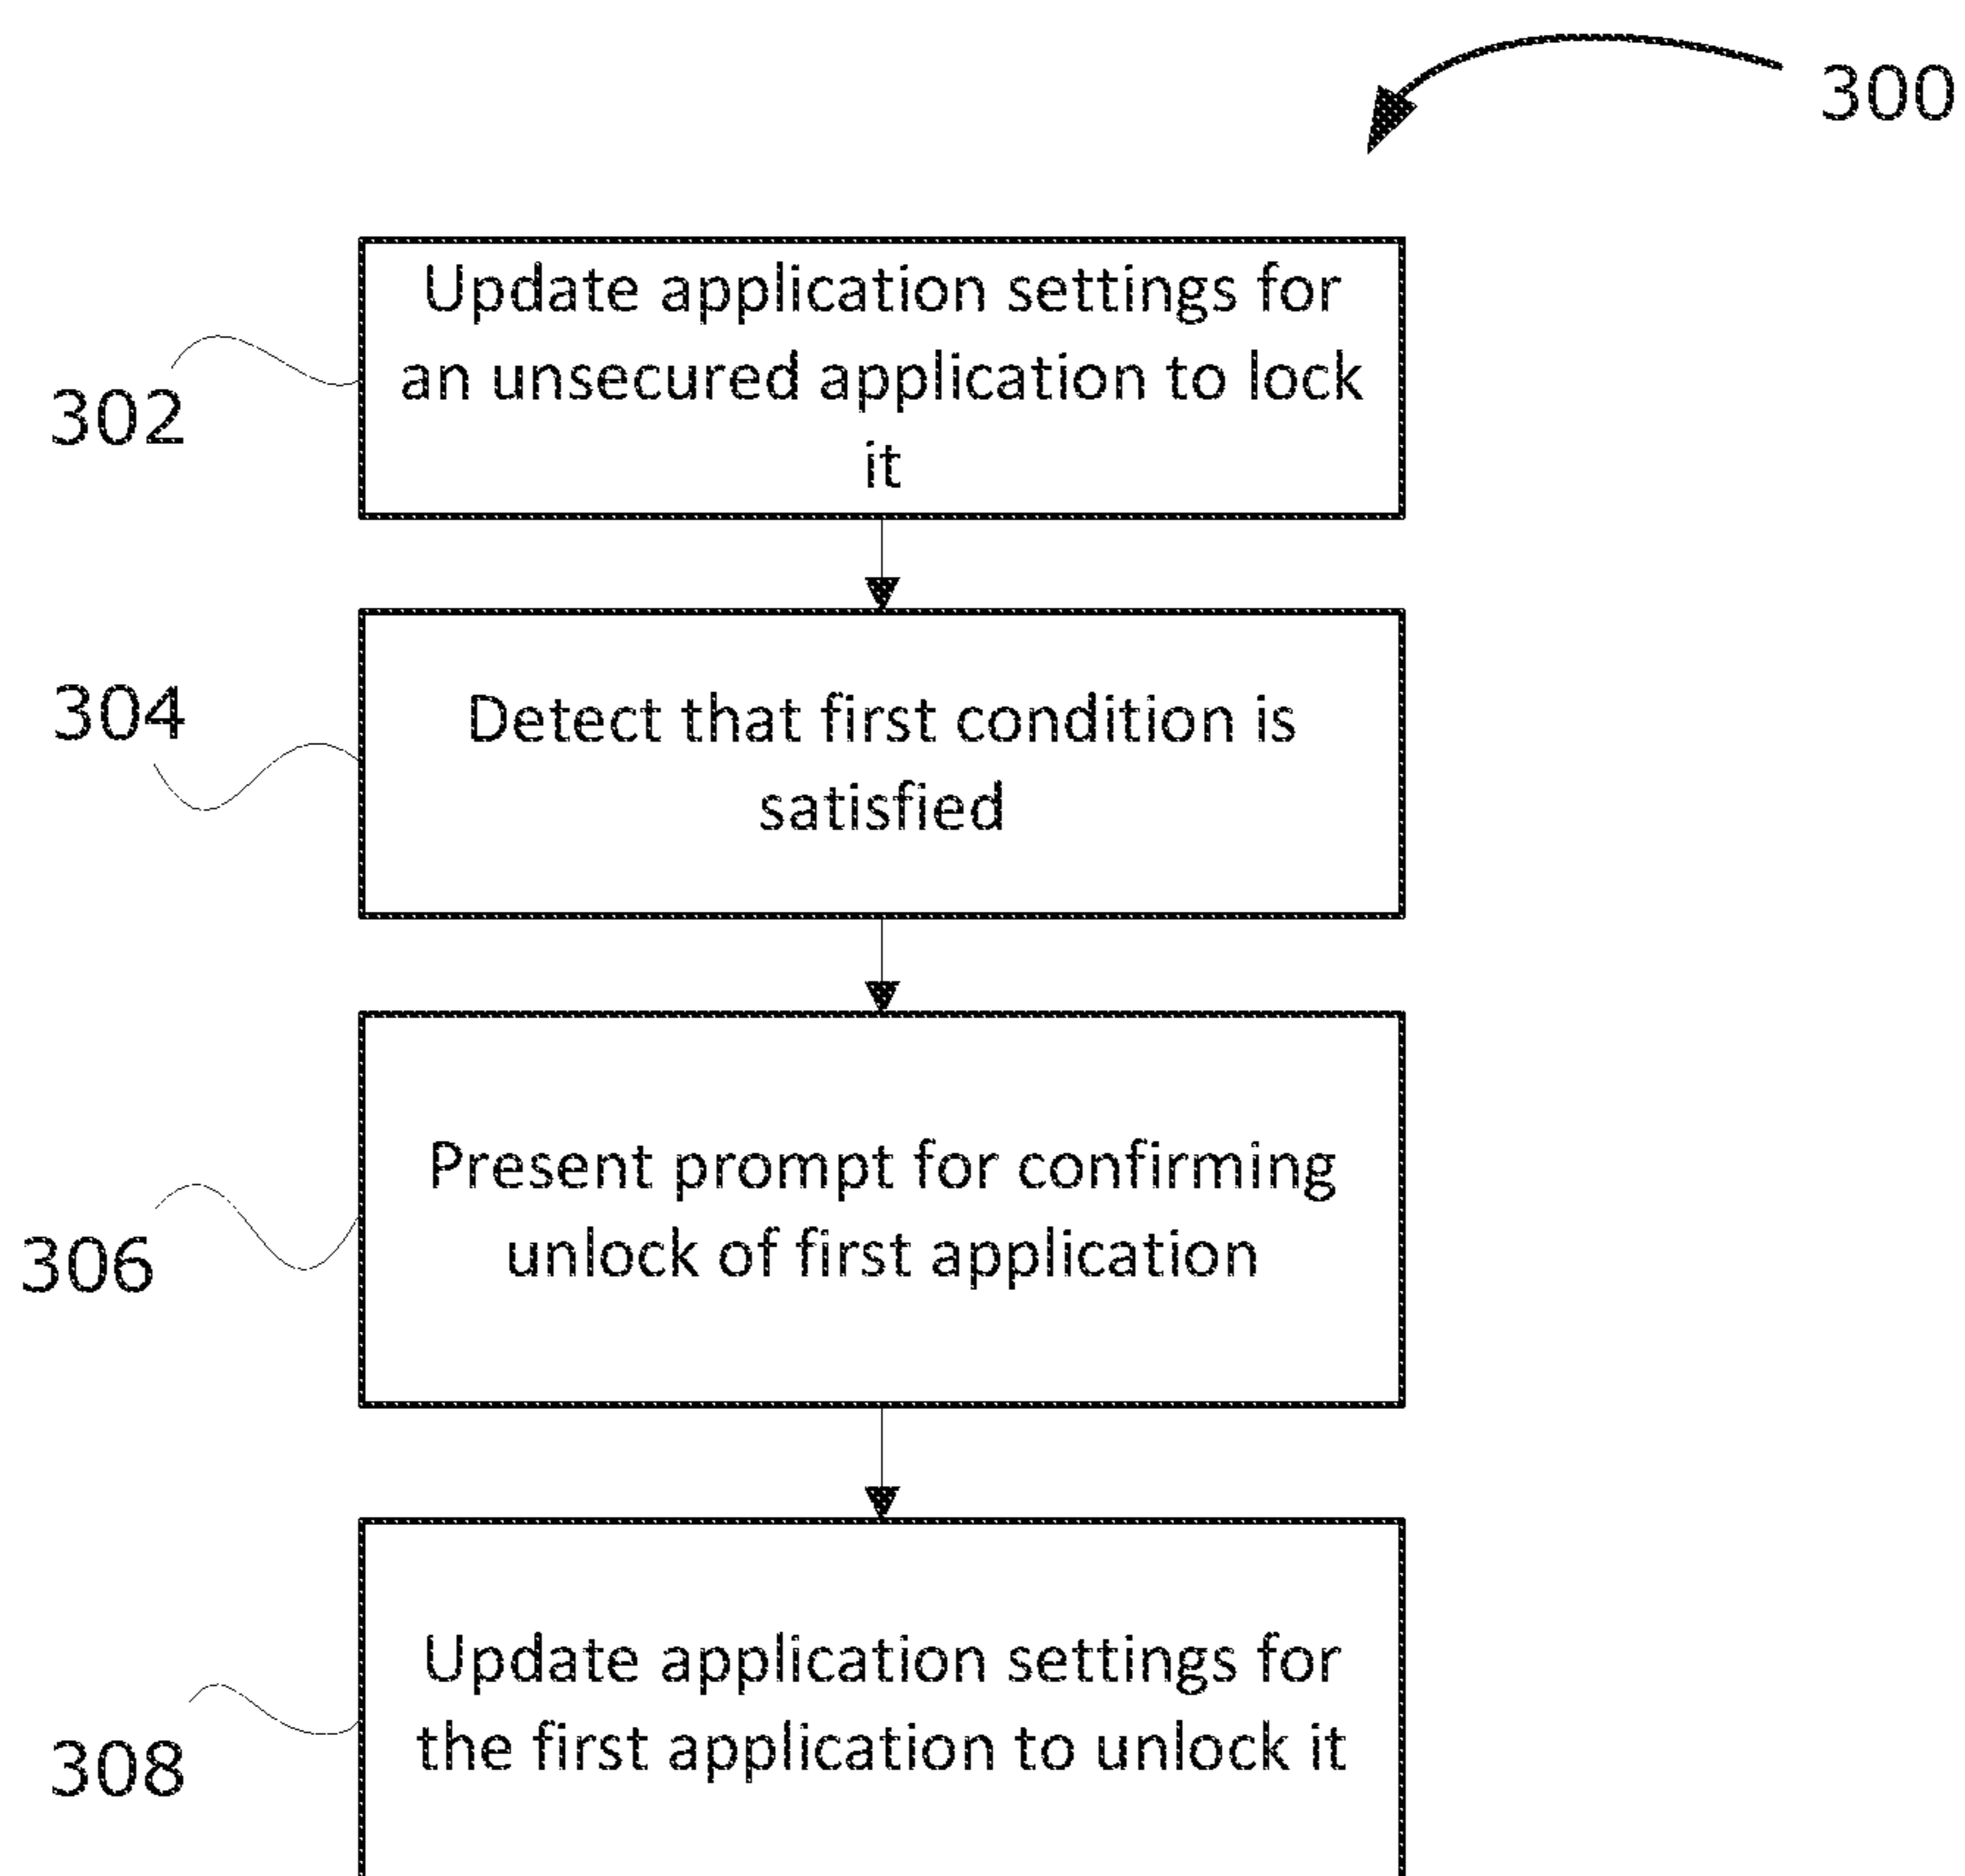 300
Update application settings for
an unsecured application to lock
it
302
304
Detect that first condition is
satisfied
Present prompt for confirming
unlock of first application
306
Update application settings for
the first application to unlock it
308